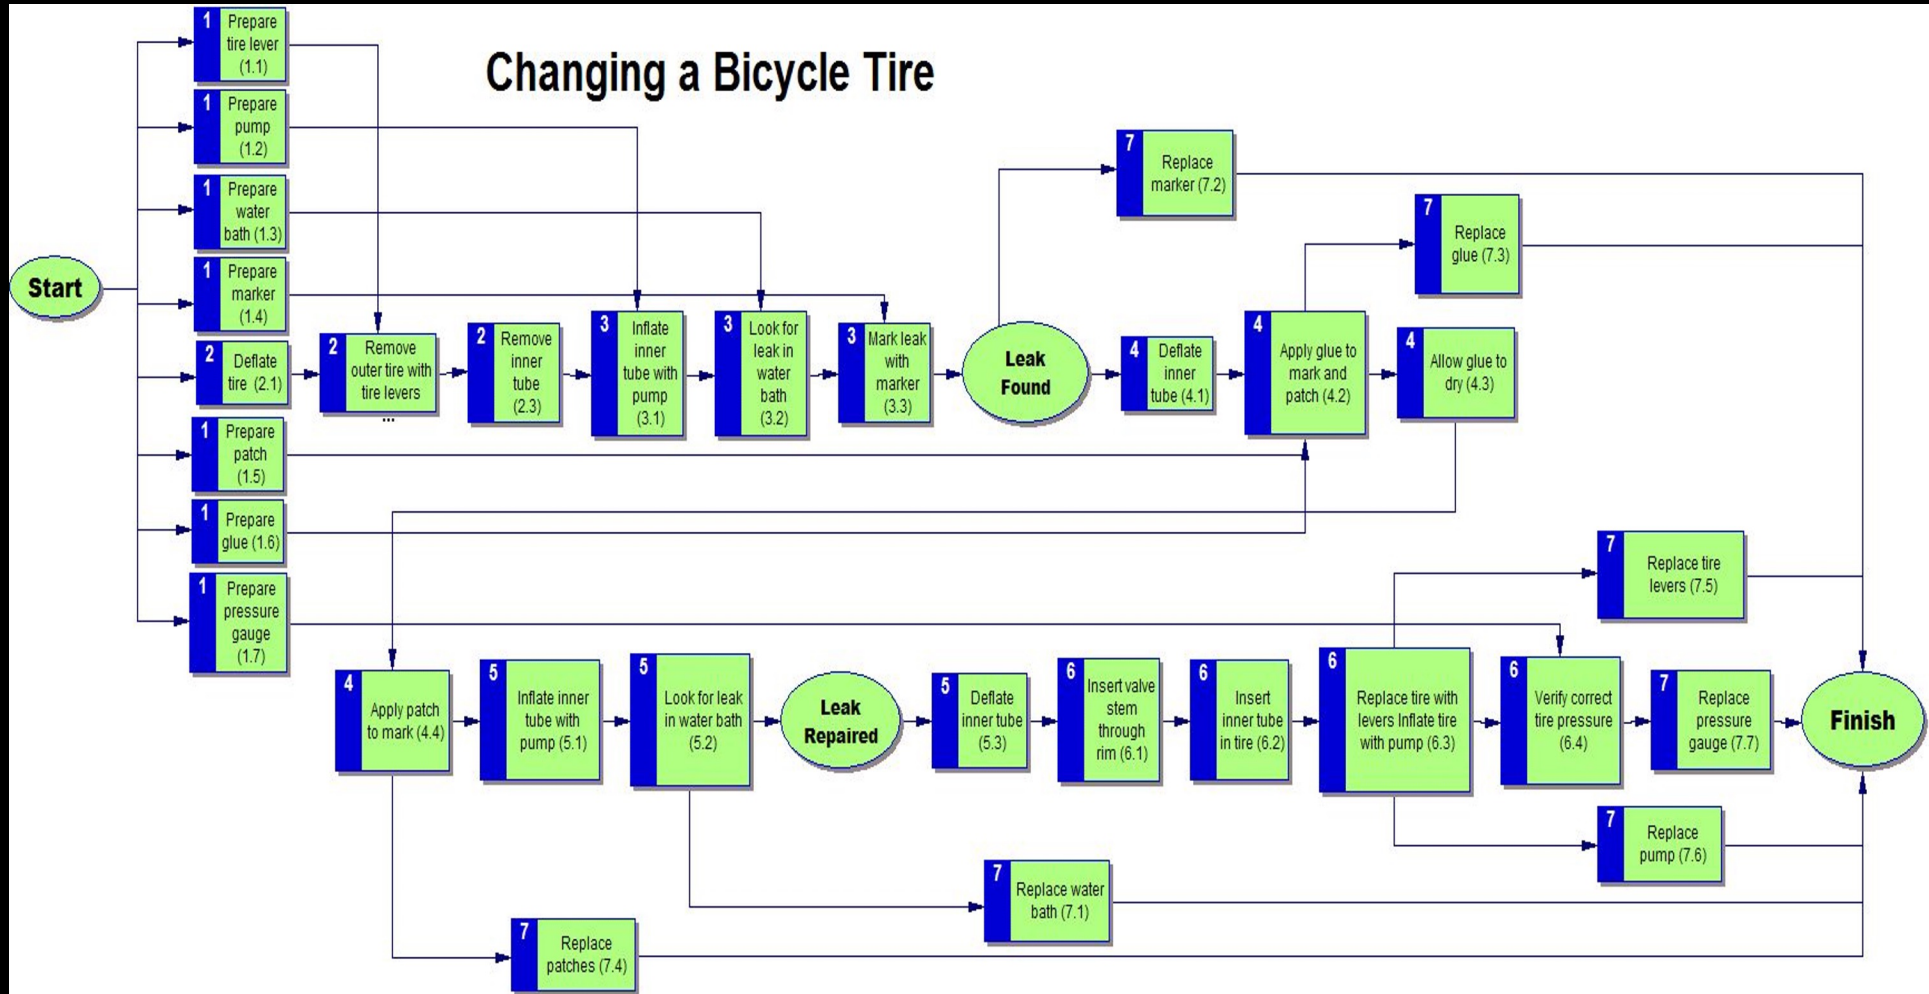 Changing a Bicycle Tire
Start
1
Prepare
tire lever
(1.1)
1
Prepare
pump
(1.2)
1
Prepare
water
bath (1.3)
1
Prepare
marker
(1.4)
2
Deflate
tire (2.1)
1
Prepare
patch
(1.5)
1
Prepare
glue (1.6)
1
Prepare
pressure
gauge
(1.7)
2
Remove
outer tire with
tire levers
...
2
Remove
inner
tube
(2.3)
3
Inflate
inner
tube with
pump
(3.1)
3
Look for
leak in
water
bath
(3.2)
3
Mark leak
with
marker
(3.3)
Leak
Found
7
Replace
marker (7.2)
4
Deflate
inner
tube (4.1)
4
Apply glue to
mark and
patch (4.2)
7
Replace
glue (7.3)
4
Allow glue to
dry (4.3)
4
Apply patch
to mark (4.4)
5
Inflate inner
tube with
pump (5.1)
5
Look for leak
in water bath
(5.2)
Leak
Repaired
5
Deflate
inner tube
(5.3)
6
Insert valve
stem
through
rim (6.1)
6
Insert
inner tube
in tire (6.2)
6
Replace tire with
levers Inflate tire
with pump (6.3)
7
Replace tire
levers (7.5)
6
Verify correct
tire pressure
(6.4)
7
Replace
pressure
gauge (7.7)
Finish
7
Replace
pump (7.6)
7
Replace water
bath (7.1)
7
Replace
patches (7.4)